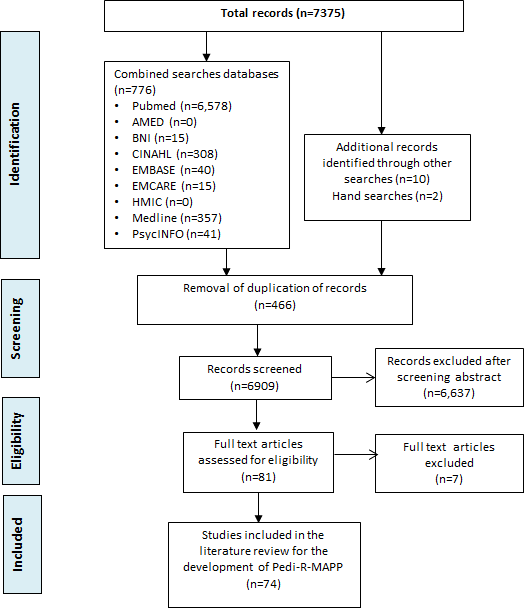 Total records (n=7375)
Identification
Combined searches databases
(n=776)
• Pubmed (n=6,578)
• AMED (n=0)
• BNI (n=15)
• CINAHL (n=308)
• EMBASE (n=40)
• EMCARE (n=15)
• HMIC (n=0)
• Medline (n=357)
• PsycINFO (n=41)
Additional records
identified through other
searches (n=10)
Hand searches (n=2)
Screening
Removal of duplication of records
(n=466)
Records screened
(n=6909)
Records excluded after
screening abstract
(n=6,637)
Eligibility
Full text articles
assessed for eligibility
(n=81)
Full text articles
excluded
(n=7)
Included
Studies included in the
literature review for the
development of Pedi-R-MAPP
(n=74)